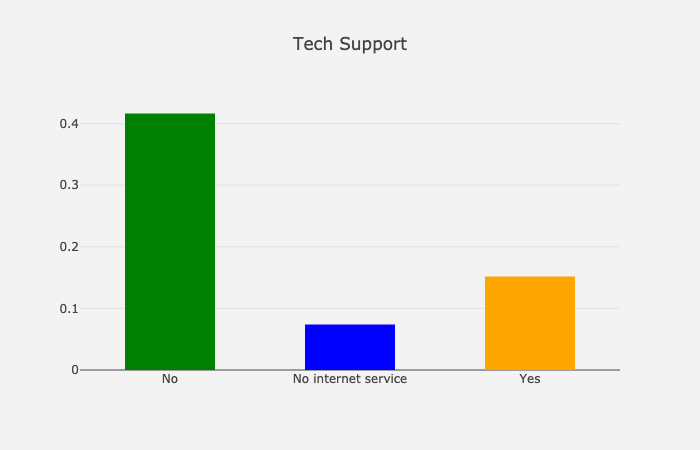 Tech Support
0.4
0.3
0.2
0.1
0
No No internet service Yes